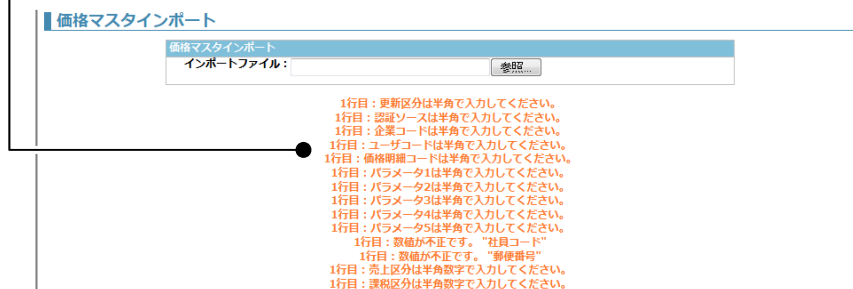 価格マスタインポート
価格マスタインポート
インポートファイル：
参照...
1行目：更新区分は半角で入力してください。
1行目：認証ソースは半角で入力してください。
1行目：企業コードは半角で入力してください。
1行目：ユーザコードは半角で入力してください。
1行目：価格明細コードは半角で入力してください。
1行目：パラメータ1は半角で入力してください。
1行目：パラメータ2は半角で入力してください。
1行目：パラメータ3は半角で入力してください。
1行目：パラメータ4は半角で入力してください。
1行目：パラメータ5は半角で入力してください。
1行目：数値が不正です。 "社員コード"
1行目：数値が不正です。 "郵便番号"
1行目：売上区分は半角数字で入力してください。
1行目：課税区分は半角数字で入力してください。